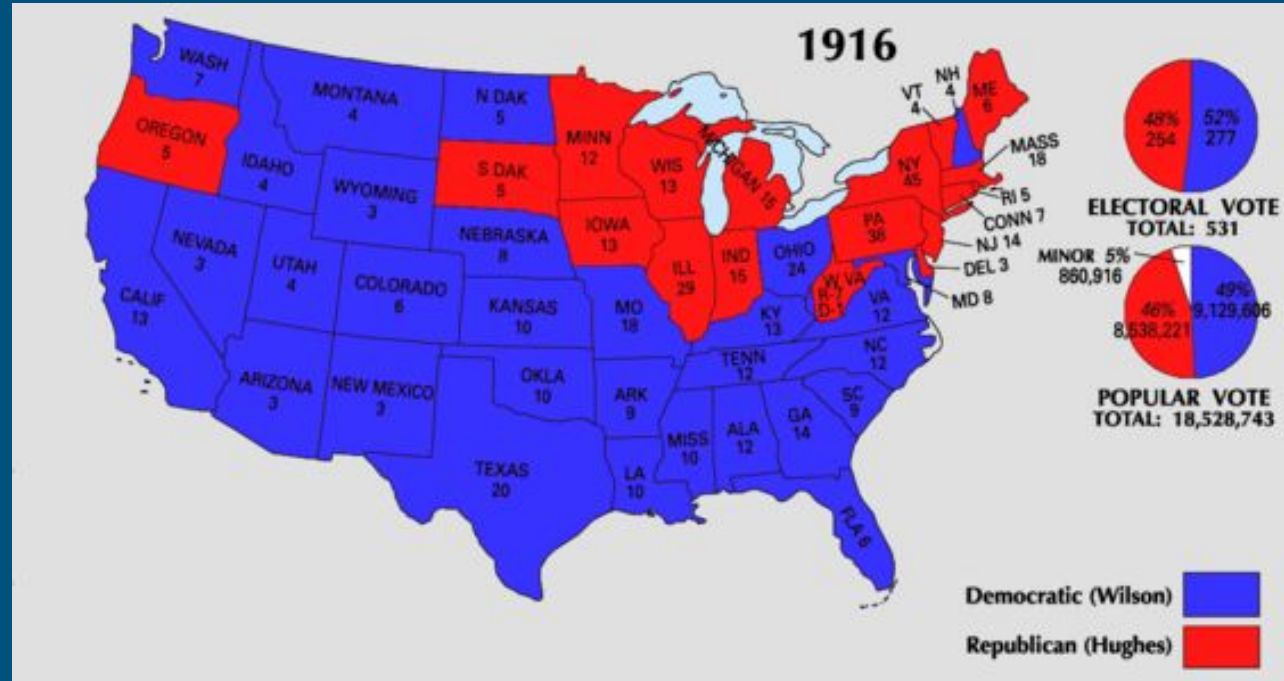 1916
WASH
7
MONTANA
4
N DAK
5
MINN
12
OREGON
5
IDAHO
4
WYOMING
3
S DAK
5
WIS
13
MICHIGAN 15
VT
4
NH
4
ME
6
MASS
18
NY
45
RI 5
CONN 7
NJ 14
PA
38
DEL 3
MD 8
NEVADA
3
UTAH
4
COLORADO
6
NEBRASKA
8
IOWA
13
ILL
29
IND
15
OHIO
24
W VA
R-7
D-1
VA
12
CALIF
13
KANSAS
10
MO
18
KY
13
NC
12
TENN
12
ARIZONA
3
NEW MEXICO
3
OKLA
10
ARK
9
SC
9
MISS
10
ALA
12
GA
14
TEXAS
20
LA
10
FLA 6
48%
254
52%
277
ELECTORAL VOTE
TOTAL: 531
MINOR 5%
860,916
46%
8,538,221
49%
9,129,606
POPULAR VOTE
TOTAL: 18,528,743
Democratic (Wilson)
Republican (Hughes)